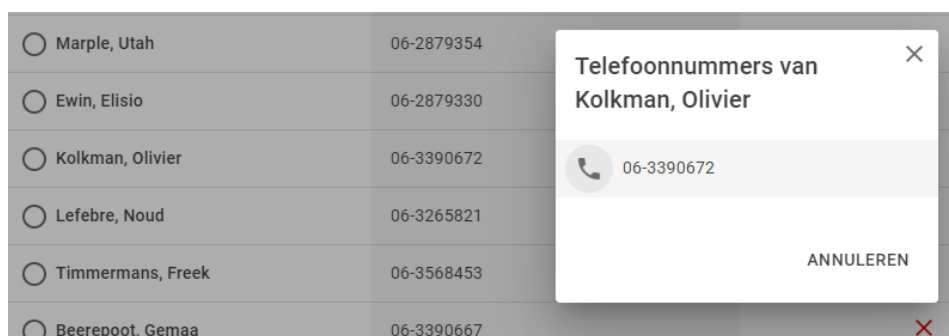 Marple, Utah 06-2879354
Ewin, Elisio 06-2879330
Kolkman, Olivier 06-3390672
Lefebre, Noud 06-3265821
Timmermans, Freek 06-3568453
Beerepoot, Gemaa 06-3390667
Telefoonnummers van
Kolkman, Olivier
06-3390672
ANNULEREN